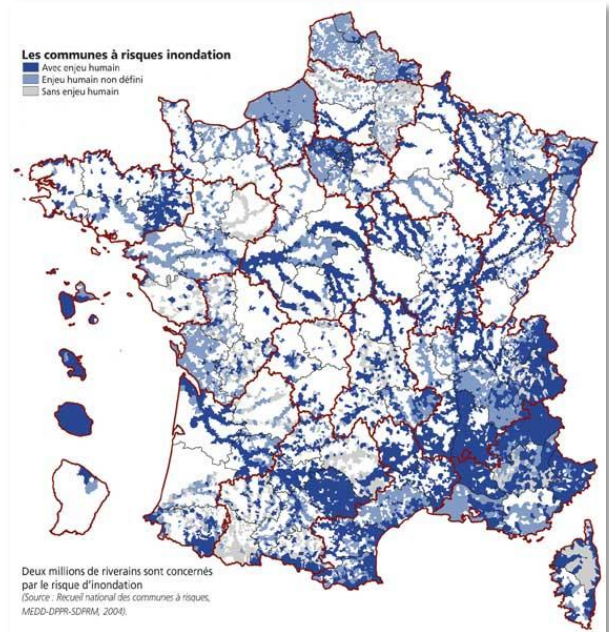 Les communes à risques inondation
Avec enjeu humain
Enjeu humain non défini
Sans enjeu humain
Deux millions de riverains sont concernés
par le risque d'inondation
(Source : Recueil national des communes à risques,
MEDD-DPPR-SDPRM, 2004).